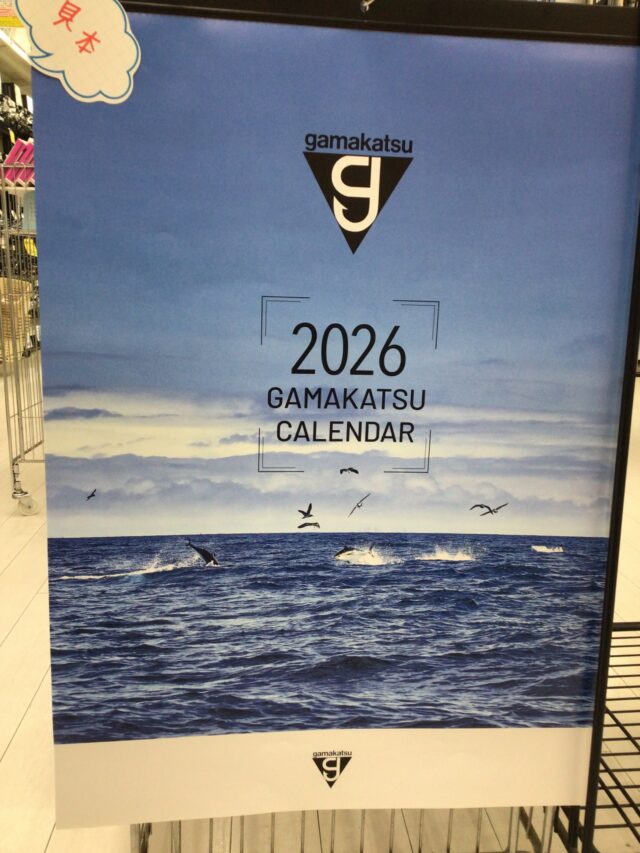 見本
gamakatsu
2026
GAMAKATSU
CALENDAR
gamakatsu